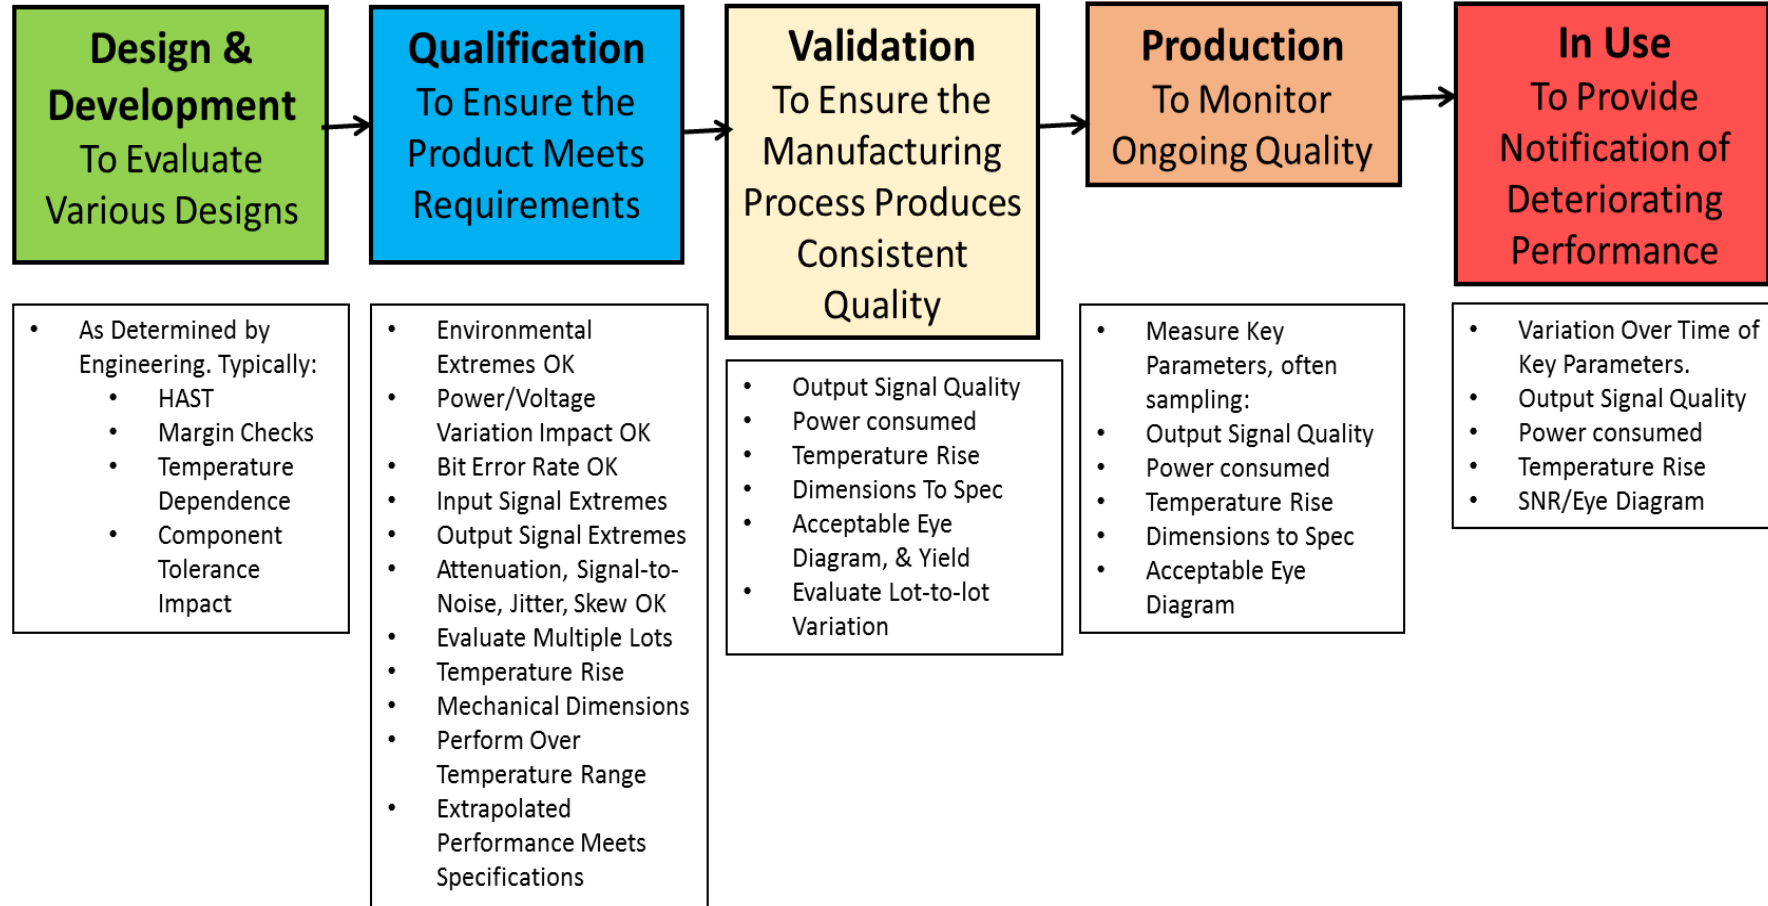 Design &
Development
To Evaluate
Various Designs
Qualification
To Ensure the
Product Meets
Requirements
Validation
To Ensure the
Manufacturing
Process Produces
Consistent
Quality
Production
To Monitor
Ongoing Quality
In Use
To Provide
Notification of
Deteriorating
Performance
• As Determined by
Engineering. Typically:
• HAST
• Margin Checks
• Temperature
Dependence
• Component
Tolerance
Impact
• Environmental
Extremes OK
• Power/Voltage
Variation Impact OK
• Bit Error Rate OK
• Input Signal Extremes
• Output Signal Extremes
• Attenuation, Signal-to-
Noise, Jitter, Skew OK
• Evaluate Multiple Lots
• Temperature Rise
• Mechanical Dimensions
• Perform Over
Temperature Range
• Extrapolated
Performance Meets
Specifications
• Output Signal Quality
• Power consumed
• Temperature Rise
• Dimensions To Spec
• Acceptable Eye
Diagram, & Yield
• Evaluate Lot-to-lot
Variation
• Measure Key
Parameters, often
sampling:
• Output Signal Quality
• Power consumed
• Temperature Rise
• Dimensions to Spec
• Acceptable Eye
Diagram
• Variation Over Time of
Key Parameters.
• Output Signal Quality
• Power consumed
• Temperature Rise
• SNR/Eye Diagram